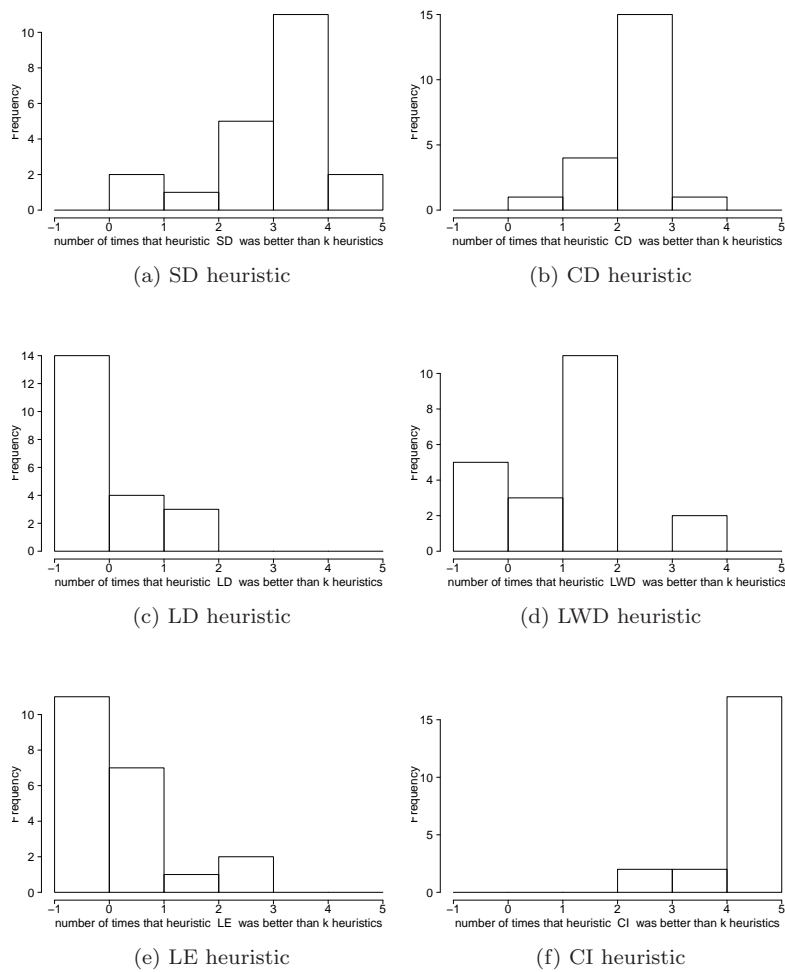 Frequency
10
8
6
4
2
0
−1 0 1 2 3 4 5
number of times that heuristic SD was better than k heuristics
(a) SD heuristic
Frequency
15
10
5
0
−1 0 1 2 3 4 5
number of times that heuristic CD was better than k heuristics
(b) CD heuristic
Frequency
14
12
10
8
6
4
2
0
−1 0 1 2 3 4 5
number of times that heuristic LD was better than k heuristics
(c) LD heuristic
Frequency
10
8
6
4
2
0
−1 0 1 2 3 4 5
number of times that heuristic LWD was better than k heuristics
(d) LWD heuristic
Frequency
10
8
6
4
2
0
−1 0 1 2 3 4 5
number of times that heuristic LE was better than k heuristics
(e) LE heuristic
Frequency
15
10
5
0
−1 0 1 2 3 4 5
number of times that heuristic CI was better than k heuristics
(f) CI heuristic